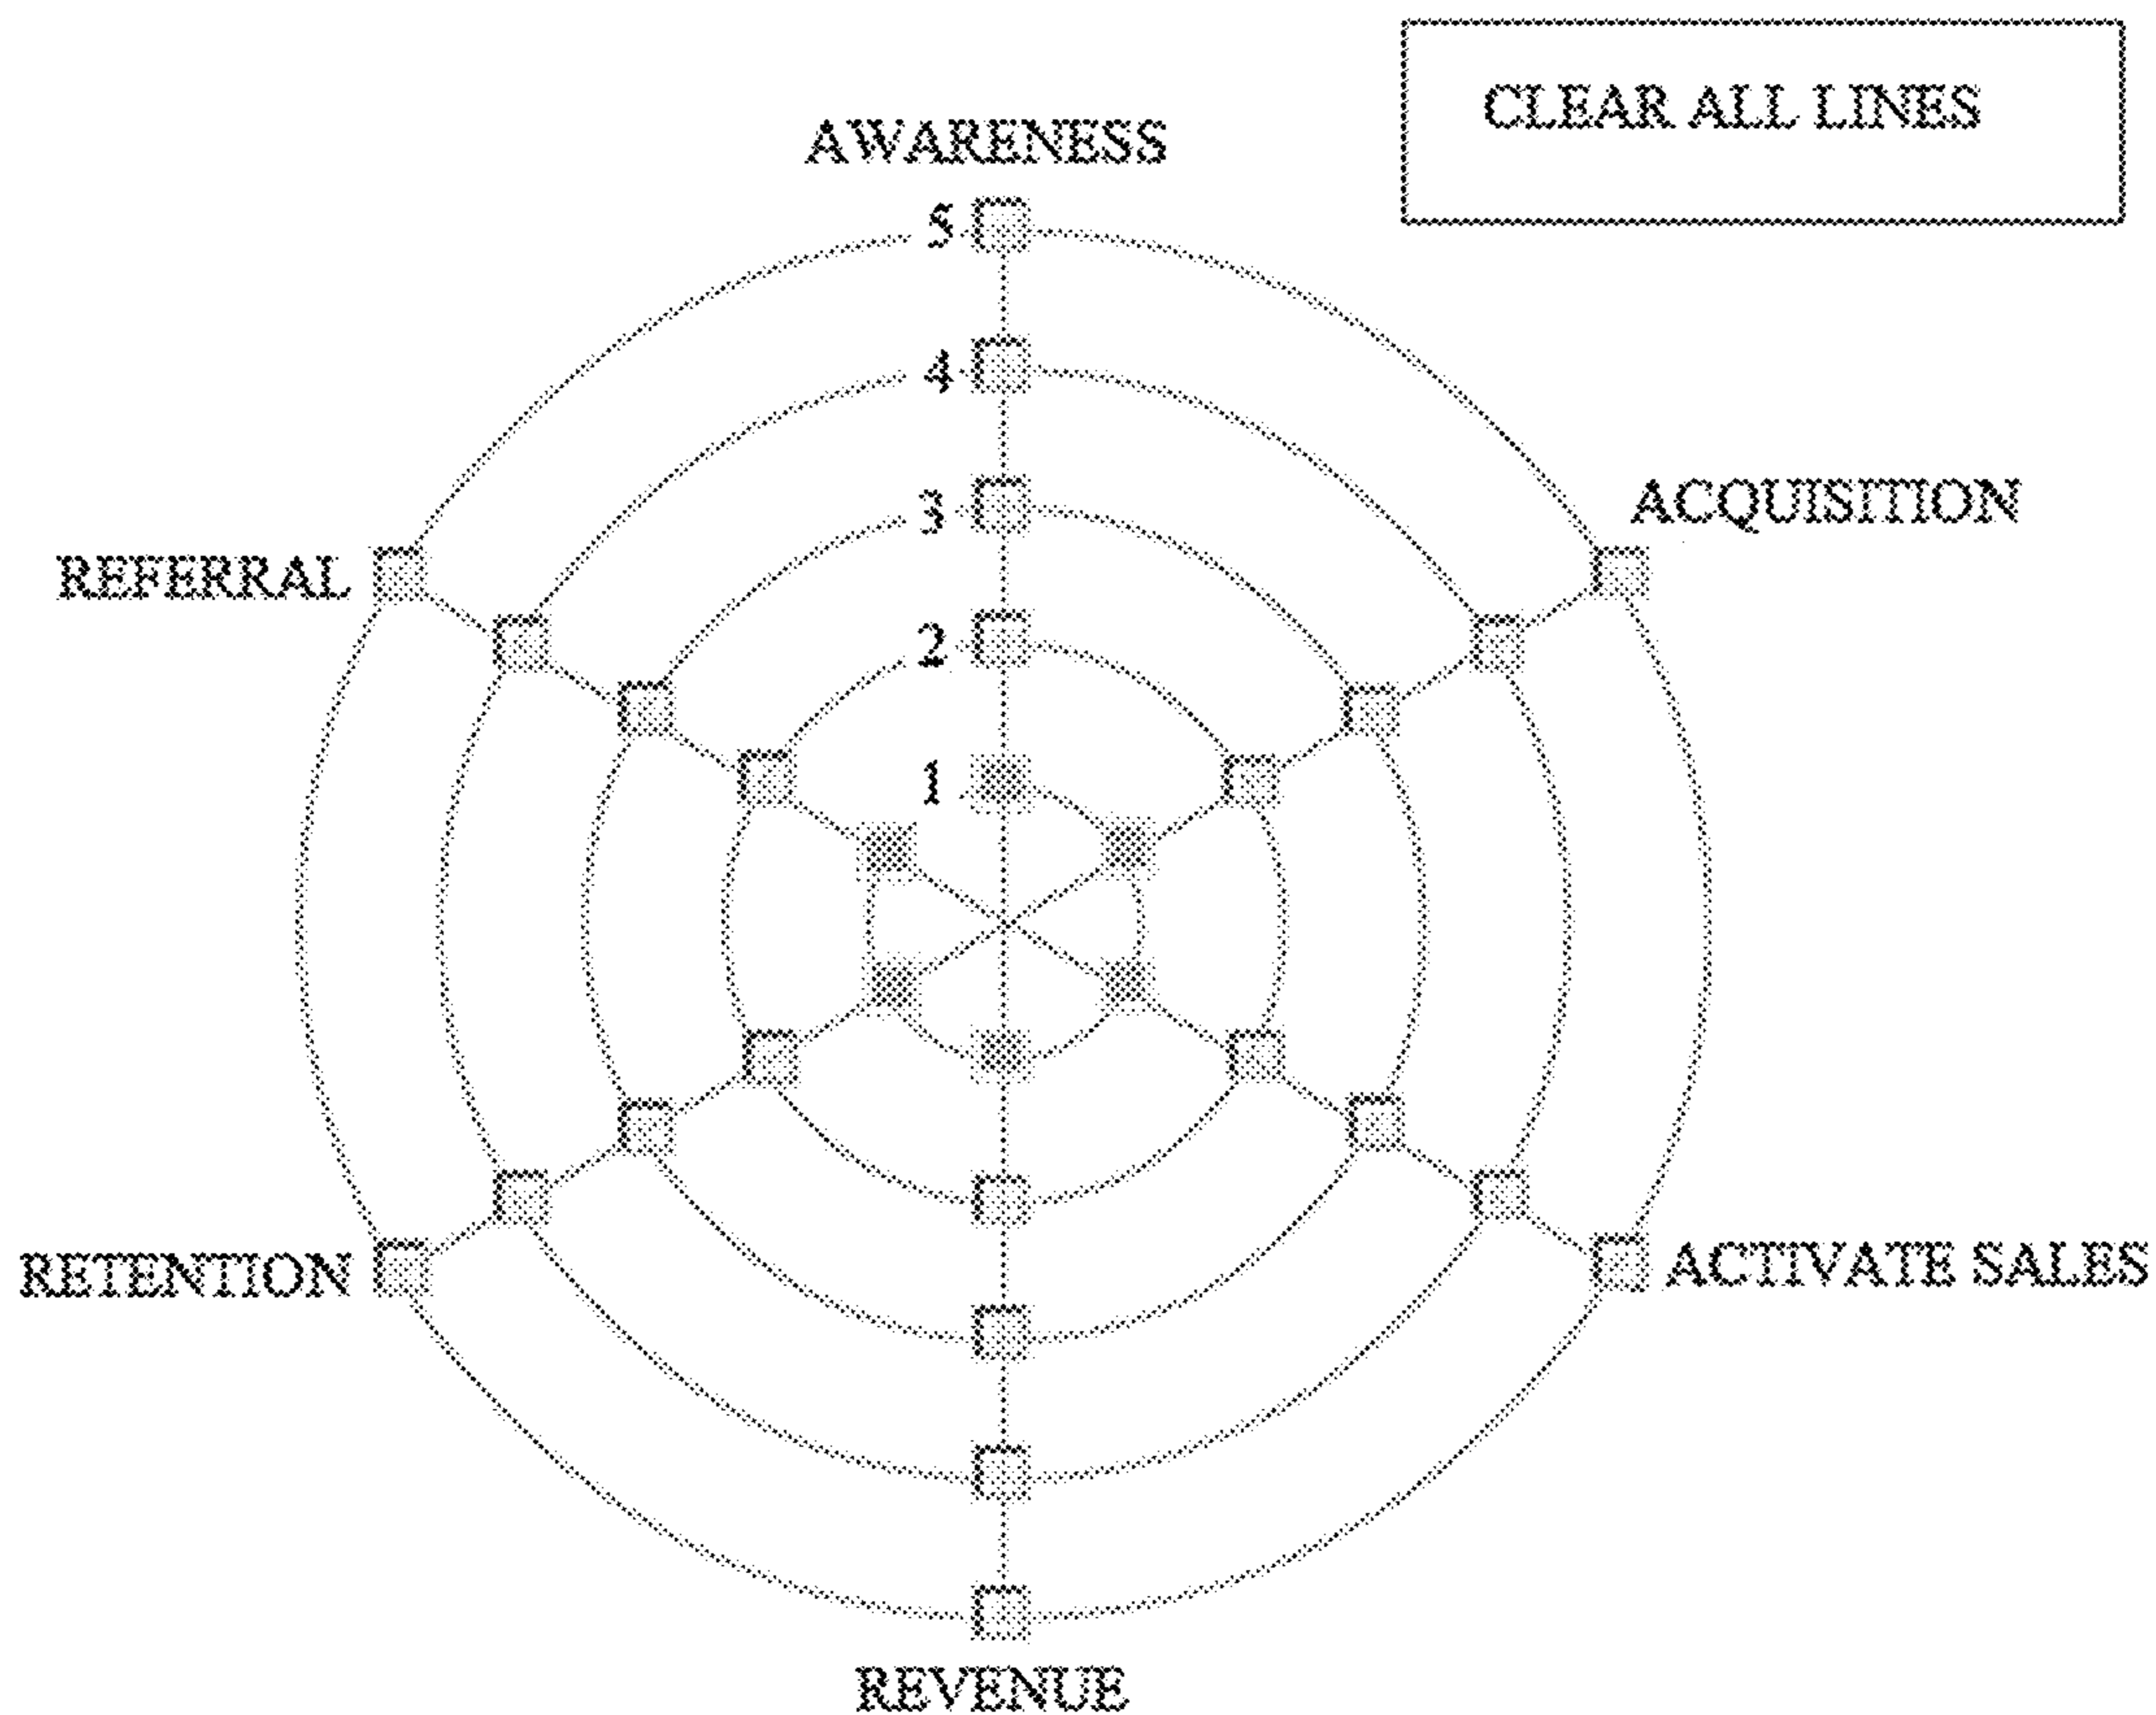 CLEAR ALL LINES
AWARENESS
5
4
3
2
1
ACQUISITION
REFERRAL
RETENTION
ACTIVATE SALES
REVENUE